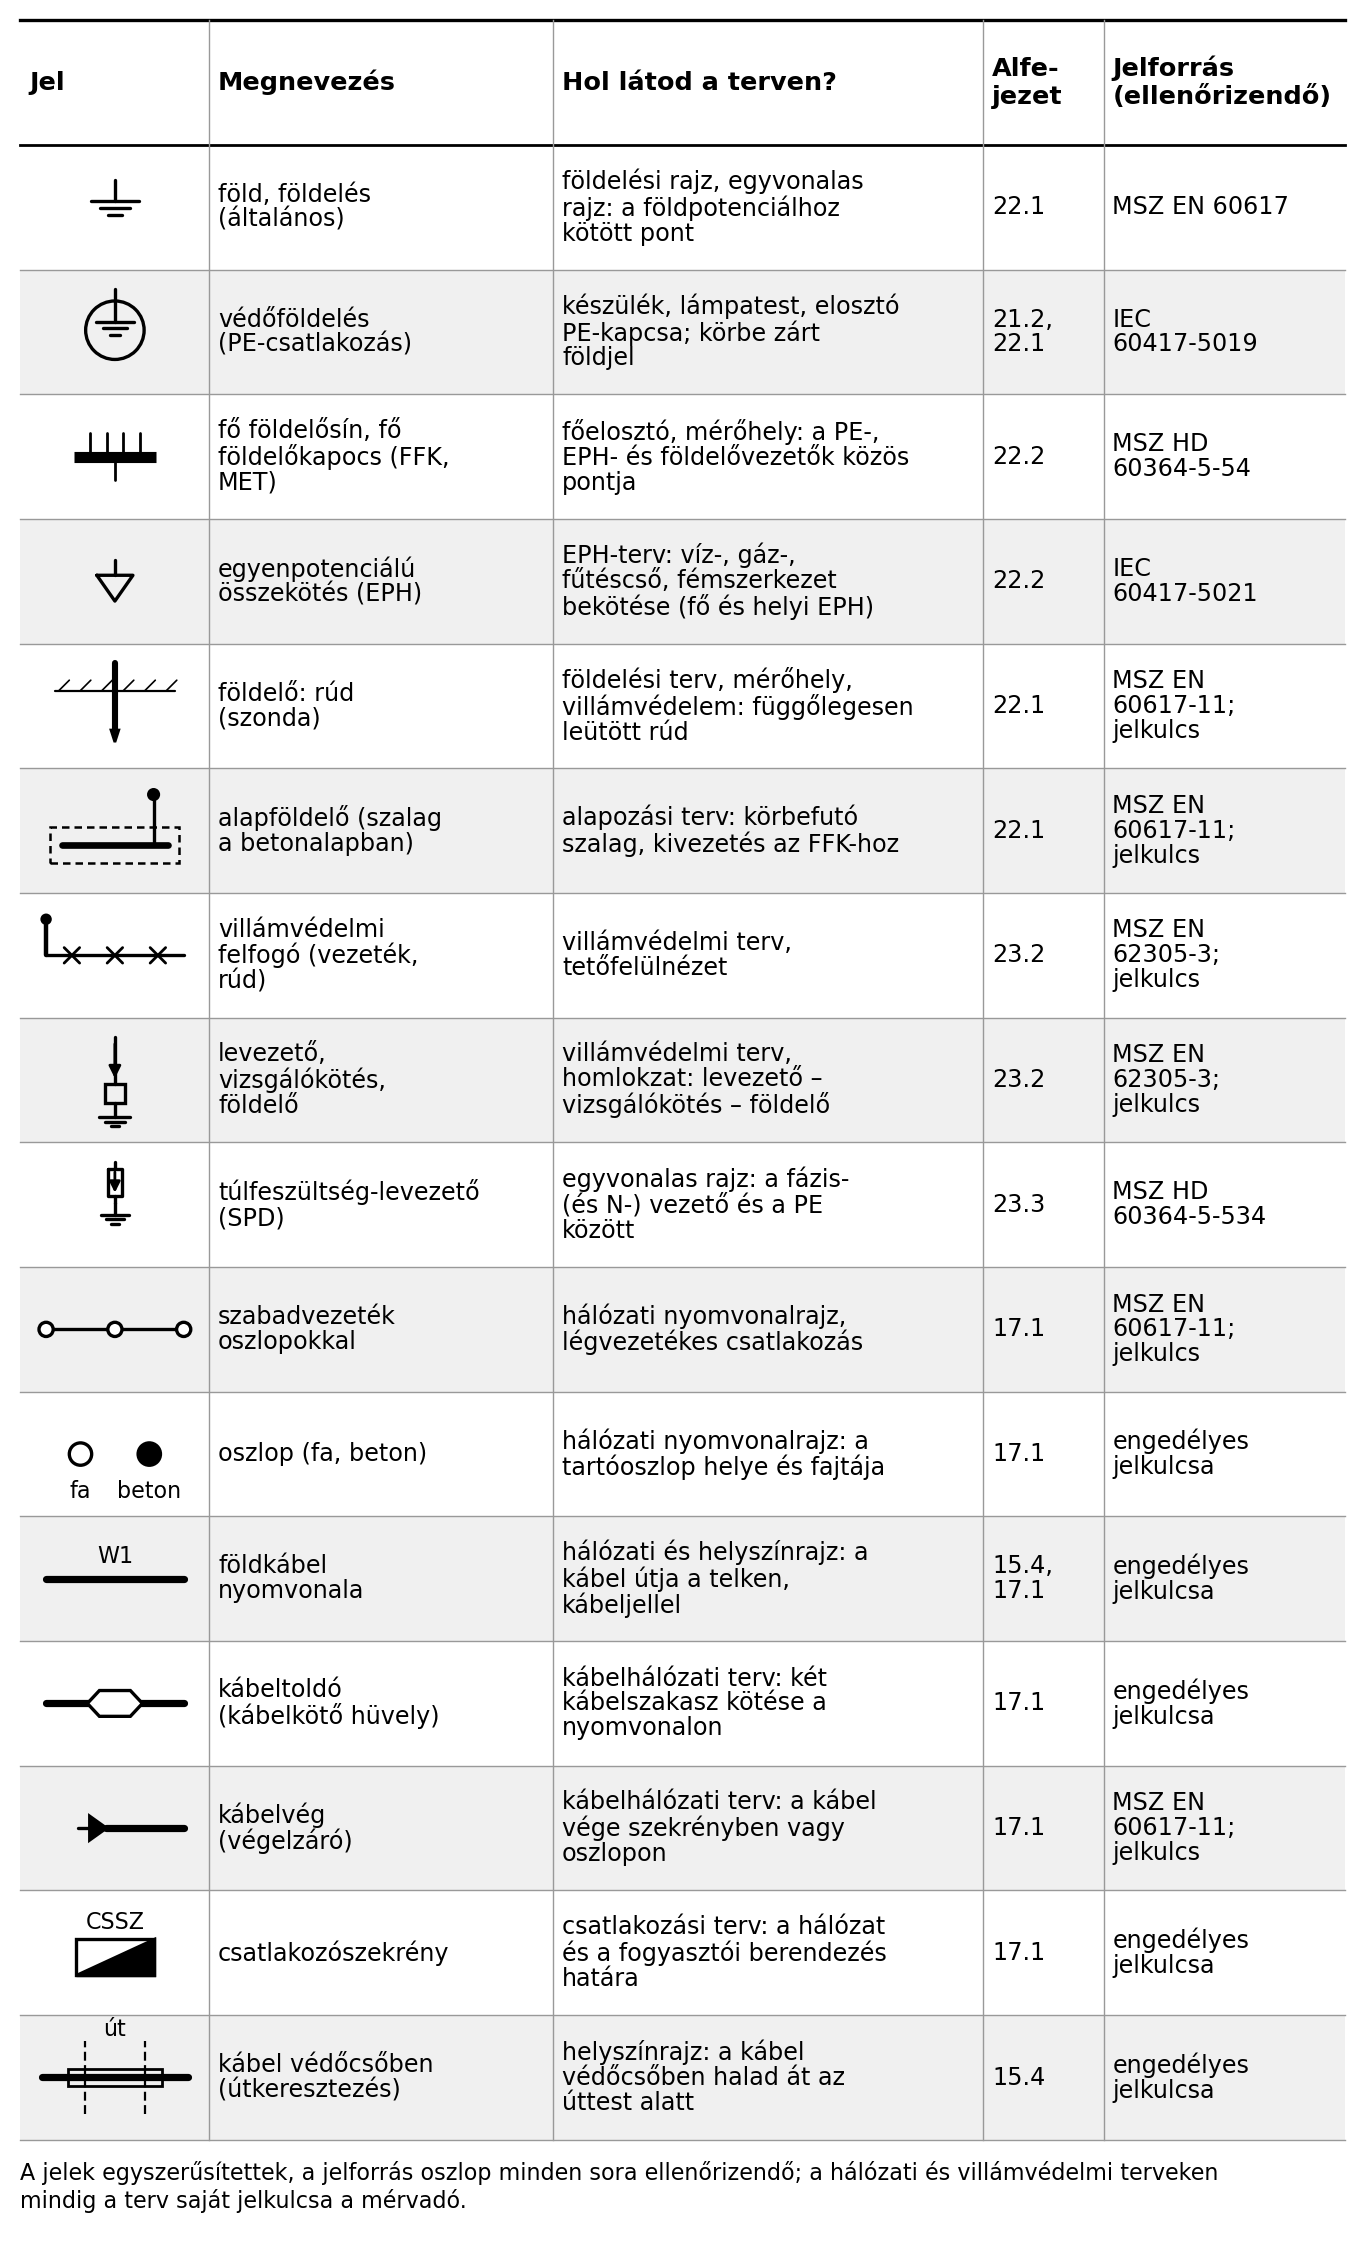 Jel
Megnevezés
Hol látod a terven?
Alfe-
jezet
Jelforrás
(ellenőrizendő)
föld, földelés
(általános)
földelési rajz, egyvonalas
rajz: a földpotenciálhoz
kötött pont
22.1
MSZ EN 60617
védőföldelés
(PE-csatlakozás)
készülék, lámpatest, elosztó
PE-kapcsa; körbe zárt
földjel
21.2,
22.1
IEC
60417-5019
fő földelősín, fő
földelőkapocs (FFK,
MET)
főelosztó, mérőhely: a PE-,
EPH- és földelővezetők közös
pontja
22.2
MSZ HD
60364-5-54
egyenpotenciálú
összekötés (EPH)
EPH-terv: víz-, gáz-,
fűtéscső, fémszerkezet
bekötése (fő és helyi EPH)
22.2
IEC
60417-5021
földelő: rúd
(szonda)
földelési terv, mérőhely,
villámvédelem: függőlegesen
leütött rúd
22.1
MSZ EN
60617-11;
jelkulcs
alapföldelő (szalag
a betonalapban)
alapozási terv: körbefutó
szalag, kivezetés az FFK-hoz
22.1
MSZ EN
60617-11;
jelkulcs
villámvédelmi
felfogó (vezeték,
rúd)
villámvédelmi terv,
tetőfelülnézet
23.2
MSZ EN
62305-3;
jelkulcs
levezető,
vizsgálókötés,
földelő
villámvédelmi terv,
homlokzat: levezető –
vizsgálókötés – földelő
23.2
MSZ EN
62305-3;
jelkulcs
túlfeszültség-levezető
(SPD)
egyvonalas rajz: a fázis-
(és N-) vezető és a PE
között
23.3
MSZ HD
60364-5-534
szabadvezeték
oszlopokkal
hálózati nyomvonalrajz,
légvezetékes csatlakozás
17.1
MSZ EN
60617-11;
jelkulcs
fa beton
oszlop (fa, beton)
hálózati nyomvonalrajz: a
tartóoszlop helye és fajtája
17.1
engedélyes
jelkulcsa
W1
földkábel
nyomvonala
hálózati és helyszínrajz: a
kábel útja a telken,
kábeljellel
15.4,
17.1
engedélyes
jelkulcsa
kábeltoldó
(kábelkötő hüvely)
kábelhálózati terv: két
kábelszakasz kötése a
nyomvonalon
17.1
engedélyes
jelkulcsa
kábelvég
(végelzáró)
kábelhálózati terv: a kábel
vége szekrényben vagy
oszlopon
17.1
MSZ EN
60617-11;
jelkulcs
CSSZ
csatlakozószekrény
csatlakozási terv: a hálózat
és a fogyasztói berendezés
határa
17.1
engedélyes
jelkulcsa
út
kábel védőcsőben
(útkeresztezés)
helyszínrajz: a kábel
védőcsőben halad át az
úttest alatt
15.4
engedélyes
jelkulcsa
A jelek egyszerűsítettek, a jelforrás oszlop minden sora ellenőrizendő; a hálózati és villámvédelmi terveken
mindig a terv saját jelkulcsa a mérvadó.